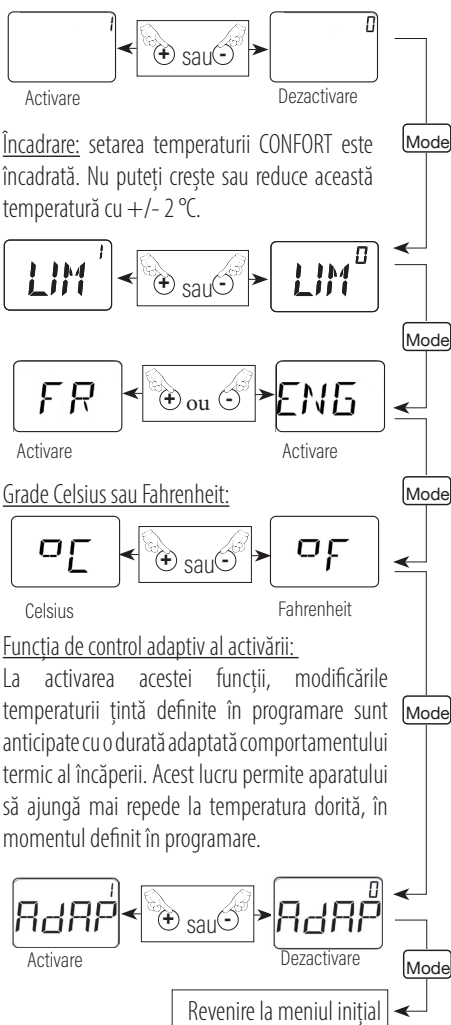 1 + sau - 0
Activare Dezactivare
Mode
Încadrare: setarea temperaturii CONFORT este
încadrată. Nu puteți crește sau reduce această
temperatură cu +/- 2 °C.
LIM 1 + sau - LIM 0
Mode
FR + ou - ENG
Activare Activare
Mode
Grade Celsius sau Fahrenheit:
°C + sau - °F
Celsius Fahrenheit
Funcția de control adaptiv al activării:
La activarea acestei funcții, modificările
temperaturii țintă definite în programare sunt
Mode
anticipate cu o durată adaptată comportamentului
termic al încăperii. Acest lucru permite aparatului
să ajungă mai repede la temperatura dorită, în
momentul definit în programare.
AdAP 1 + sau - AdAP 0
Activare Dezactivare
Mode
Revenire la meniul inițial